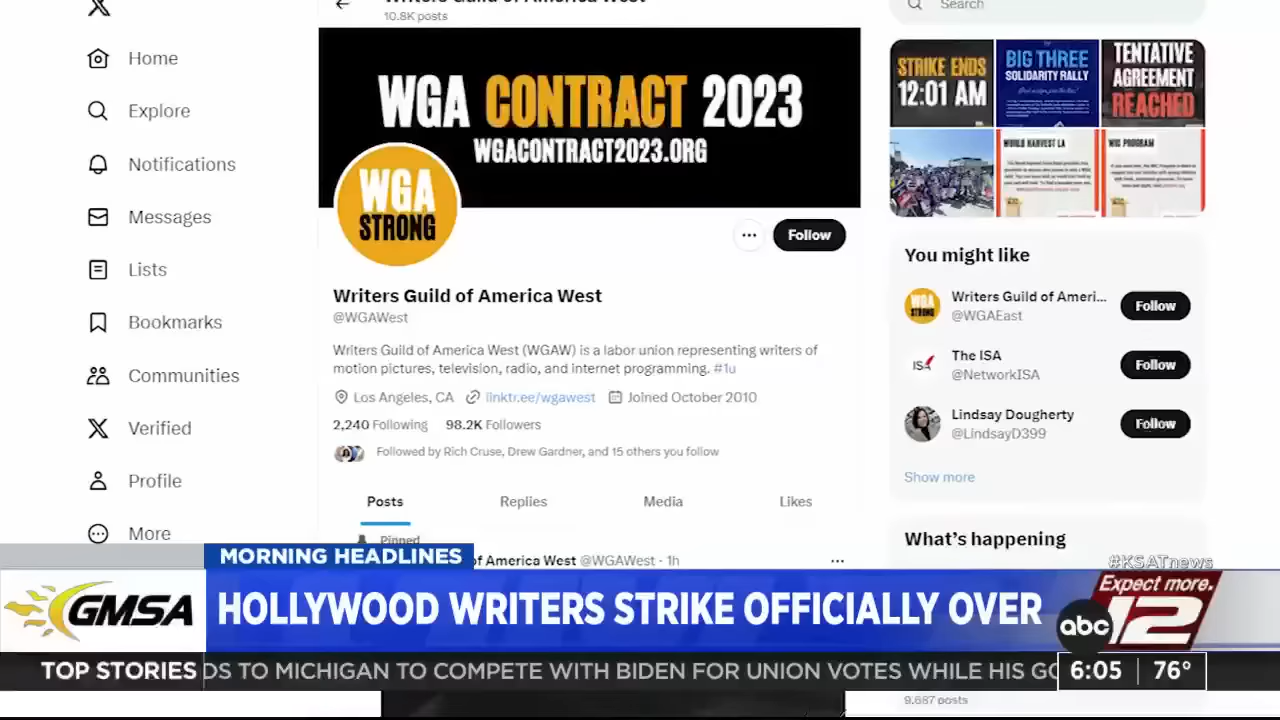 Writers Guild of America West
10.8K posts
Search
Home
Explore
Notifications
Messages
Lists
Bookmarks
Communities
Verified
Profile
More
WGA CONTRACT 2023
WGACONTRACT2023.ORG
WGA
STRONG
Follow
Writers Guild of America West
@WGAWest
Writers Guild of America West (WGAW) is a labor union representing writers of
motion pictures, television, radio, and internet programming. #1u
Los Angeles, CA linktr.ee/wgawest Joined October 2010
2,240 Following 98.2K Followers
Followed by Rich Cruse, Drew Gardner, and 15 others you follow
Posts Replies Media Likes
Pinned
of America West @WGAWest · 1h
STRIKE ENDS
12:01 AM
BIG THREE
SOLIDARITY RALLY
TENTATIVE
AGREEMENT
REACHED
WORLD HARVEST LA
WIC PROGRAM
You might like
WGA
STRONG
Writers Guild of Ameri...
@WGAEast
Follow
ISA
The ISA
@NetworkISA
Follow
Lindsay Dougherty
@LindsayD399
Follow
Show more
What's happening
#KSATnews
MORNING HEADLINES
GMSA
HOLLYWOOD WRITERS STRIKE OFFICIALLY OVER
Expect more.
abc 12
TOP STORIES
DS TO MICHIGAN TO COMPETE WITH BIDEN FOR UNION VOTES WHILE HIS GO
6:05 76°
9,687 posts